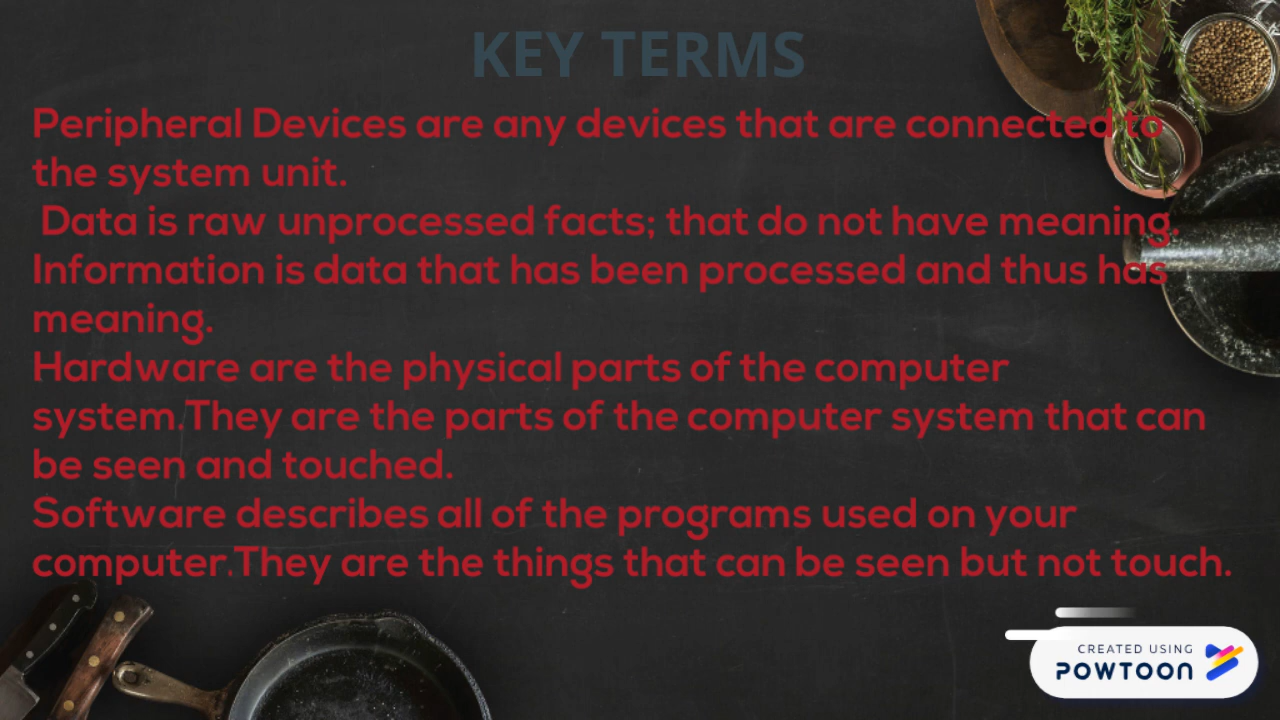 KEY TERMS
Peripheral Devices are any devices that are connected to
the system unit.
Data is raw unprocessed facts; that do not have meaning.
Information is data that has been processed and thus has
meaning.
Hardware are the physical parts of the computer
system.They are the parts of the computer system that can
be seen and touched.
Software describes all of the programs used on your
computer.They are the things that can be seen but not touch.
CREATED USING
POWTOON